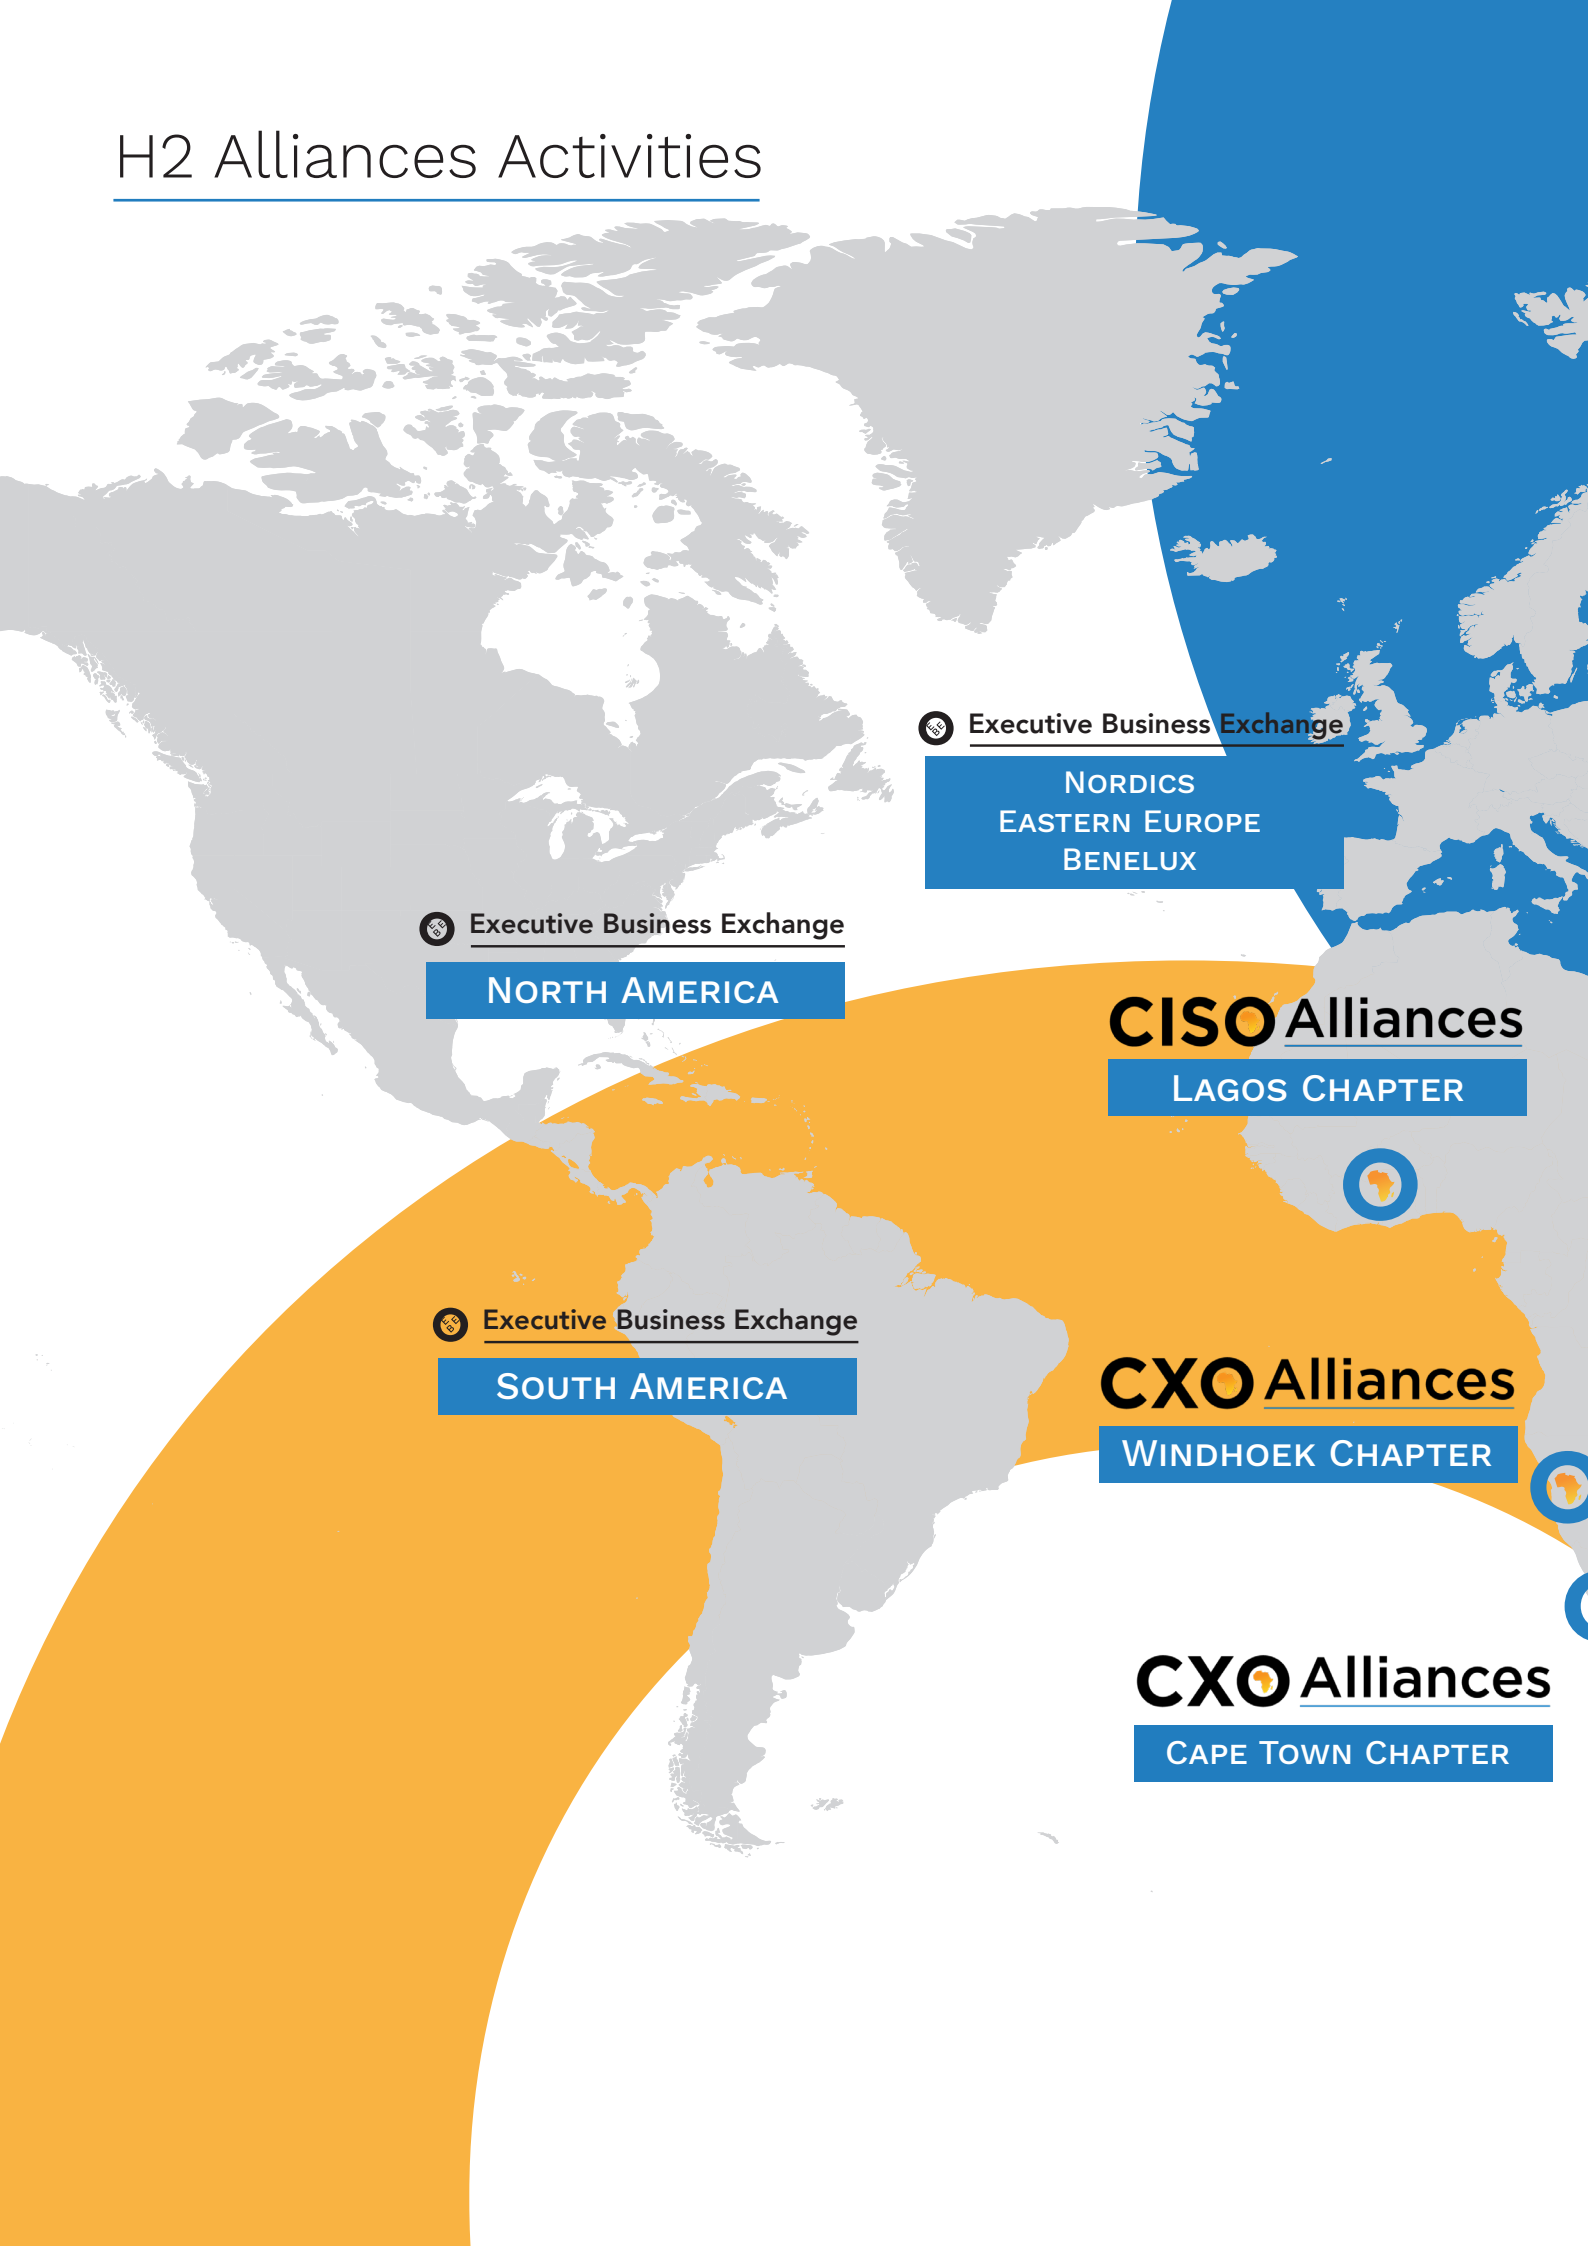 H2 Alliances Activities
Executive Business Exchange
Nordics
Eastern Europe
Benelux
Executive Business Exchange
North America
CISO Alliances
Lagos Chapter
Executive Business Exchange
South America
CXO Alliances
Windhoek Chapter
CXO Alliances
Cape Town Chapter